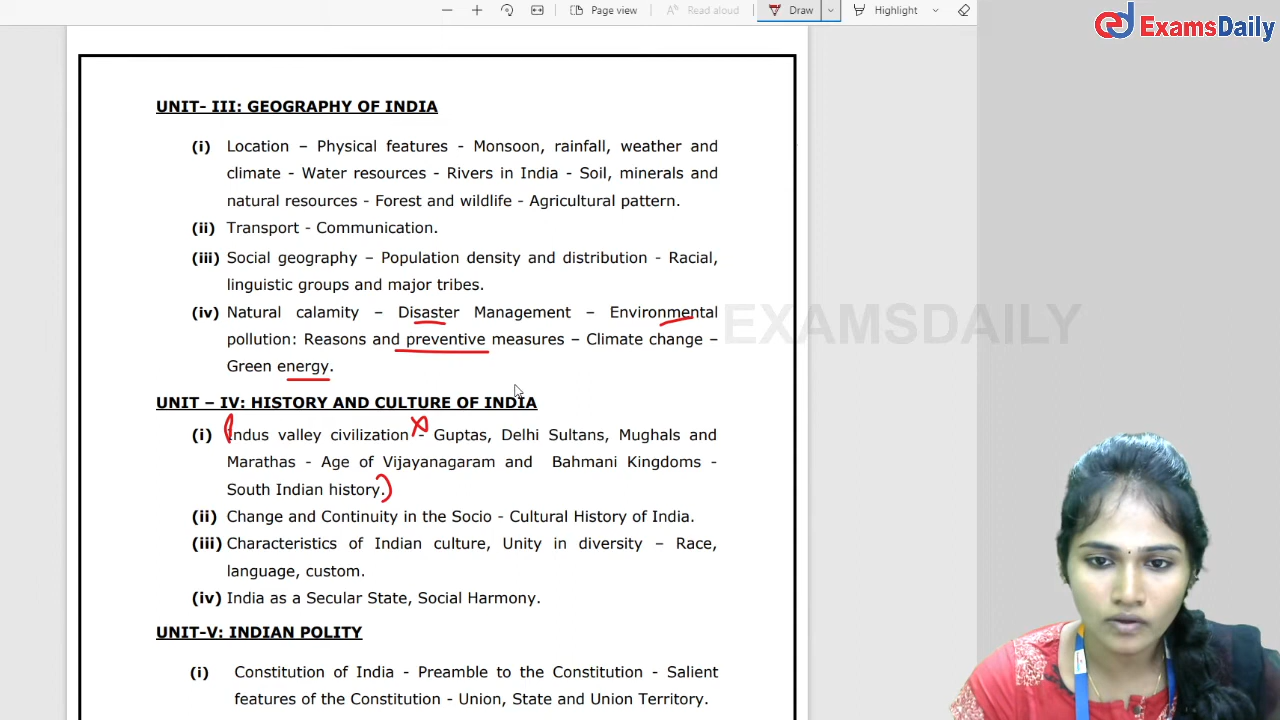 Page view
Read aloud
Draw
Highlight
ExamsDaily
UNIT- III: GEOGRAPHY OF INDIA
(i) Location – Physical features - Monsoon, rainfall, weather and
climate - Water resources - Rivers in India - Soil, minerals and
natural resources - Forest and wildlife - Agricultural pattern.
(ii) Transport - Communication.
(iii) Social geography – Population density and distribution - Racial,
linguistic groups and major tribes.
(iv) Natural calamity – Disaster Management – Environmental
pollution: Reasons and preventive measures – Climate change –
Green energy.
EXAMSDAILY
UNIT – IV: HISTORY AND CULTURE OF INDIA
(i) Indus valley civilization - Guptas, Delhi Sultans, Mughals and
Marathas - Age of Vijayanagaram and Bahmani Kingdoms -
South Indian history.
(ii) Change and Continuity in the Socio - Cultural History of India.
(iii) Characteristics of Indian culture, Unity in diversity – Race,
language, custom.
(iv) India as a Secular State, Social Harmony.
UNIT-V: INDIAN POLITY
(i) Constitution of India - Preamble to the Constitution - Salient
features of the Constitution - Union, State and Union Territory.